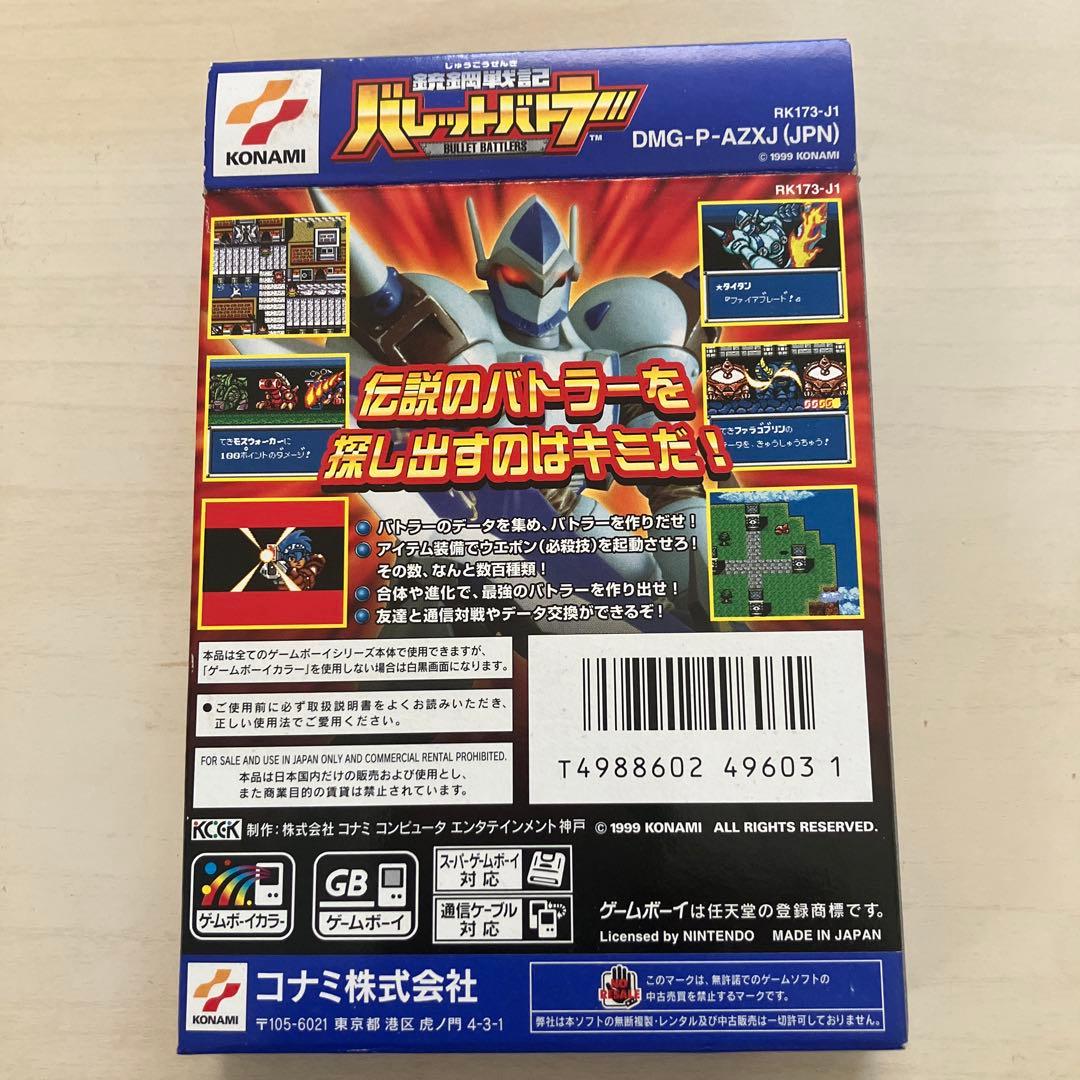 KONAMI
じゅうこうせんき
銃鋼戦記
バレットバトラー
BULLET BATTLERS
TM
RK173-J1
DMG-P-AZXJ (JPN)
© 1999 KONAMI
RK173-J1
大タイタン
ファイアブレード!
てきモスウォーカーに
100ポイントのダメージ!
てきファラゴブリンの
データを、きゅうしゅうちゅう!
伝説のバトラーを
探し出すのはキミだ!
バトラーのデータを集め、バトラーを作りだせ!
アイテム装備でウエポン(必殺技)を起動させろ!
その数、なんと数百種類!
合体や進化で、最強のバトラーを作り出せ!
友達と通信対戦やデータ交換ができるぞ!
本品は全てのゲームボーイシリーズ本体で使用できますが、
「ゲームボーイカラー」を使用しない場合は白黒画面になります。
●ご使用前に必ず取扱説明書をよくお読みいただき、
正しい使用法でご愛用ください。
FOR SALE AND USE IN JAPAN ONLY AND COMMERCIAL RENTAL PROHIBITED.
本品は日本国内だけの販売および使用とし、
また商業目的の賃貸は禁止されています。
T4988602 49603 1
KCEK 制作:株式会社 コナミ コンピュータ エンタテインメント 神戸 © 1999 KONAMI ALL RIGHTS RESERVED.
ゲームボーイカラー
GB
ゲームボーイ
スーパーゲームボーイ
対応
通信ケーブル
対応
ゲームボーイは任天堂の登録商標です。
Licensed by NINTENDO MADE IN JAPAN
KONAMI
コナミ株式会社
〒105-6021 東京都 港区 虎ノ門 4-3-1
NO RESALE
このマークは、無許諾でのゲームソフトの
中古売買を禁止するマークです。
弊社は本ソフトの無断複製・レンタル及び中古販売は一切許可しておりません。